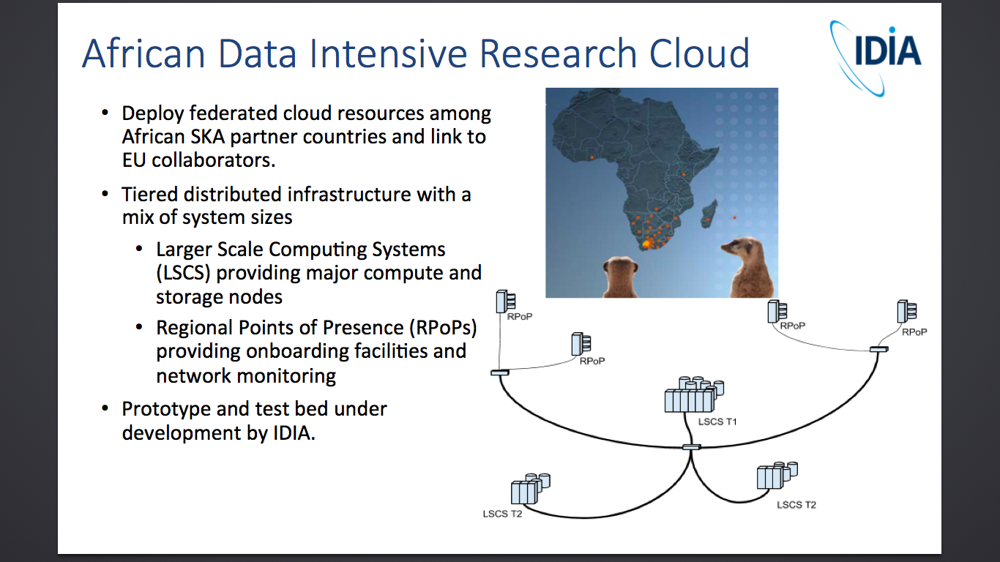 African Data Intensive Research Cloud
IDiA
• Deploy federated cloud resources among
African SKA partner countries and link to
EU collaborators.
• Tiered distributed infrastructure with a
mix of system sizes
• Larger Scale Computing Systems
(LSCS) providing major compute and
storage nodes
• Regional Points of Presence (RPoPs)
providing onboarding facilities and
network monitoring
• Prototype and test bed under
development by IDIA.
RPoP
RPoP
RPoP
RPoP
LSCS T1
LSCS T2
LSCS T2